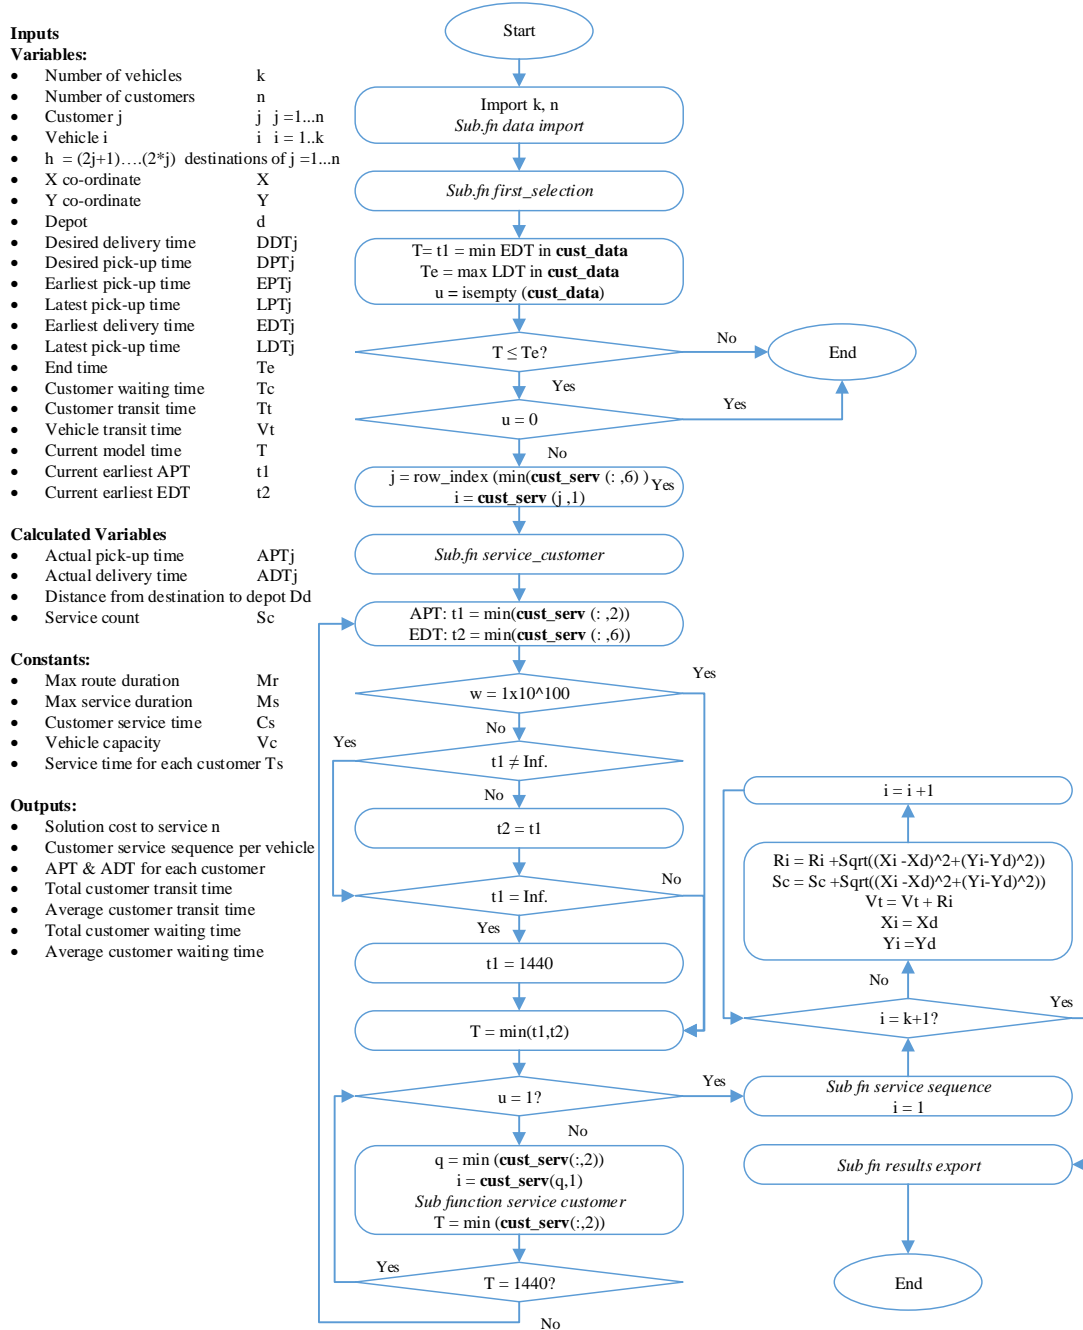 Inputs
Variables:
• Number of vehicles k
• Number of customers n
• Customer j j j =1...n
• Vehicle i i i = 1..k
• h = (2j+1)….(2*j) destinations of j =1...n
• X co-ordinate X
• Y co-ordinate Y
• Depot d
• Desired delivery time DDTj
• Desired pick-up time DPTj
• Earliest pick-up time EPTj
• Latest pick-up time LPTj
• Earliest delivery time EDTj
• Latest pick-up time LDTj
• End time Te
• Customer waiting time Tc
• Customer transit time Tt
• Vehicle transit time Vt
• Current model time T
• Current earliest APT t1
• Current earliest EDT t2
Calculated Variables
• Actual pick-up time APTj
• Actual delivery time ADTj
• Distance from destination to depot Dd
• Service count Sc
Constants:
• Max route duration Mr
• Max service duration Ms
• Customer service time Cs
• Vehicle capacity Vc
• Service time for each customer Ts
Outputs:
• Solution cost to service n
• Customer service sequence per vehicle
• APT & ADT for each customer
• Total customer transit time
• Average customer transit time
• Total customer waiting time
• Average customer waiting time
Start
Import k, n
Sub.fn data import
Sub.fn first_selection
T= t1 = min EDT in cust_data
Te = max LDT in cust_data
u = isempty (cust_data)
T ≤ Te?
No
End
Yes
u = 0
Yes
No
j = row_index (min(cust_serv (: ,6) )
Yes
i = cust_serv (j ,1)
Sub.fn service_customer
APT: t1 = min(cust_serv (: ,2))
EDT: t2 = min(cust_serv (: ,6))
Yes
w = 1x10^100
No
Yes
t1 ≠ Inf.
No
t2 = t1
No
t1 = Inf.
Yes
t1 = 1440
T = min(t1,t2)
Yes
u = 1?
No
q = min (cust_serv(:,2))
i = cust_serv(q,1)
Sub function service customer
T = min (cust_serv(:,2))
Yes
T = 1440?
No
i = i +1
Ri = Ri +Sqrt((Xi -Xd)^2+(Yi-Yd)^2))
Sc = Sc +Sqrt((Xi -Xd)^2+(Yi-Yd)^2))
Vt = Vt + Ri
Xi = Xd
Yi =Yd
No
Yes
i = k+1?
Sub fn service sequence
i = 1
Sub fn results export
End